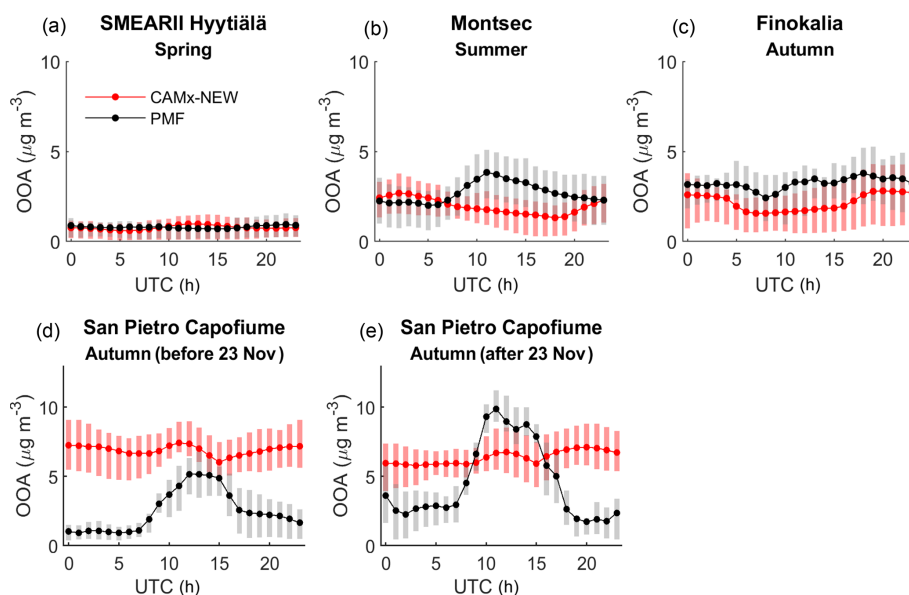 (a) SMEARII Hyytiälä
Spring
10
5
0
OOA (μg m-3)
0 5 10 15 20
UTC (h)
CAMx-NEW
PMF
(b) Montsec
Summer
10
5
0
OOA (μg m-3)
0 5 10 15 20
UTC (h)
(c) Finokalia
Autumn
10
5
0
OOA (μg m-3)
0 5 10 15 20
UTC (h)
(d) San Pietro Capofiume
Autumn (before 23 Nov)
10
5
0
OOA (μg m-3)
0 5 10 15 20
UTC (h)
(e) San Pietro Capofiume
Autumn (after 23 Nov)
10
5
0
OOA (μg m-3)
0 5 10 15 20
UTC (h)